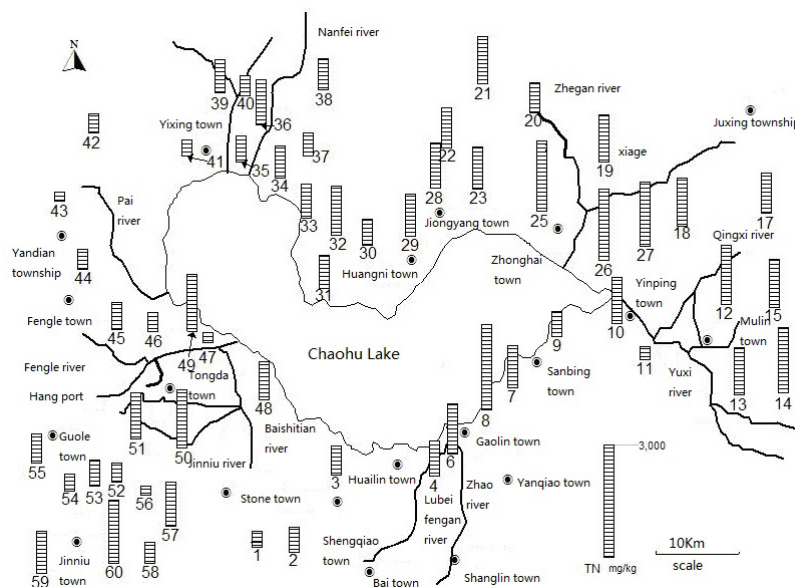 Nanfei river
N
39
40
38
36
21
Zhegan river
20
Juxing township
42
Yixing town
41
35
37
34
22
19
xiage
28
23
43
Pai
river
33
32
30
29
Jiongyang town
25
26
27
18
17
Qingxi river
Yandian
township
44
Huangni town
Zhonghai
town
31
Yinping
town
12
15
Fengle town
45
46
49
47
Chaohu Lake
10
9
Mulin
town
Fengle river
Hang port
Tongda
town
Sanbing town
11
Yuxi
river
48
7
8
13
14
Baishitian
river
51
50
Guole
town
55
Jinniu river
Gaolin town
6
4
3
Huailin town
3,000
54
53
52
56
57
Stone town
Lubei
fengan
river
Zhao
river
Yanqiao town
Shengqiao
town
1
2
59
Jinniu
town
60
58
Bai town
Shanglin town
TN mg/kg
10Km
scale